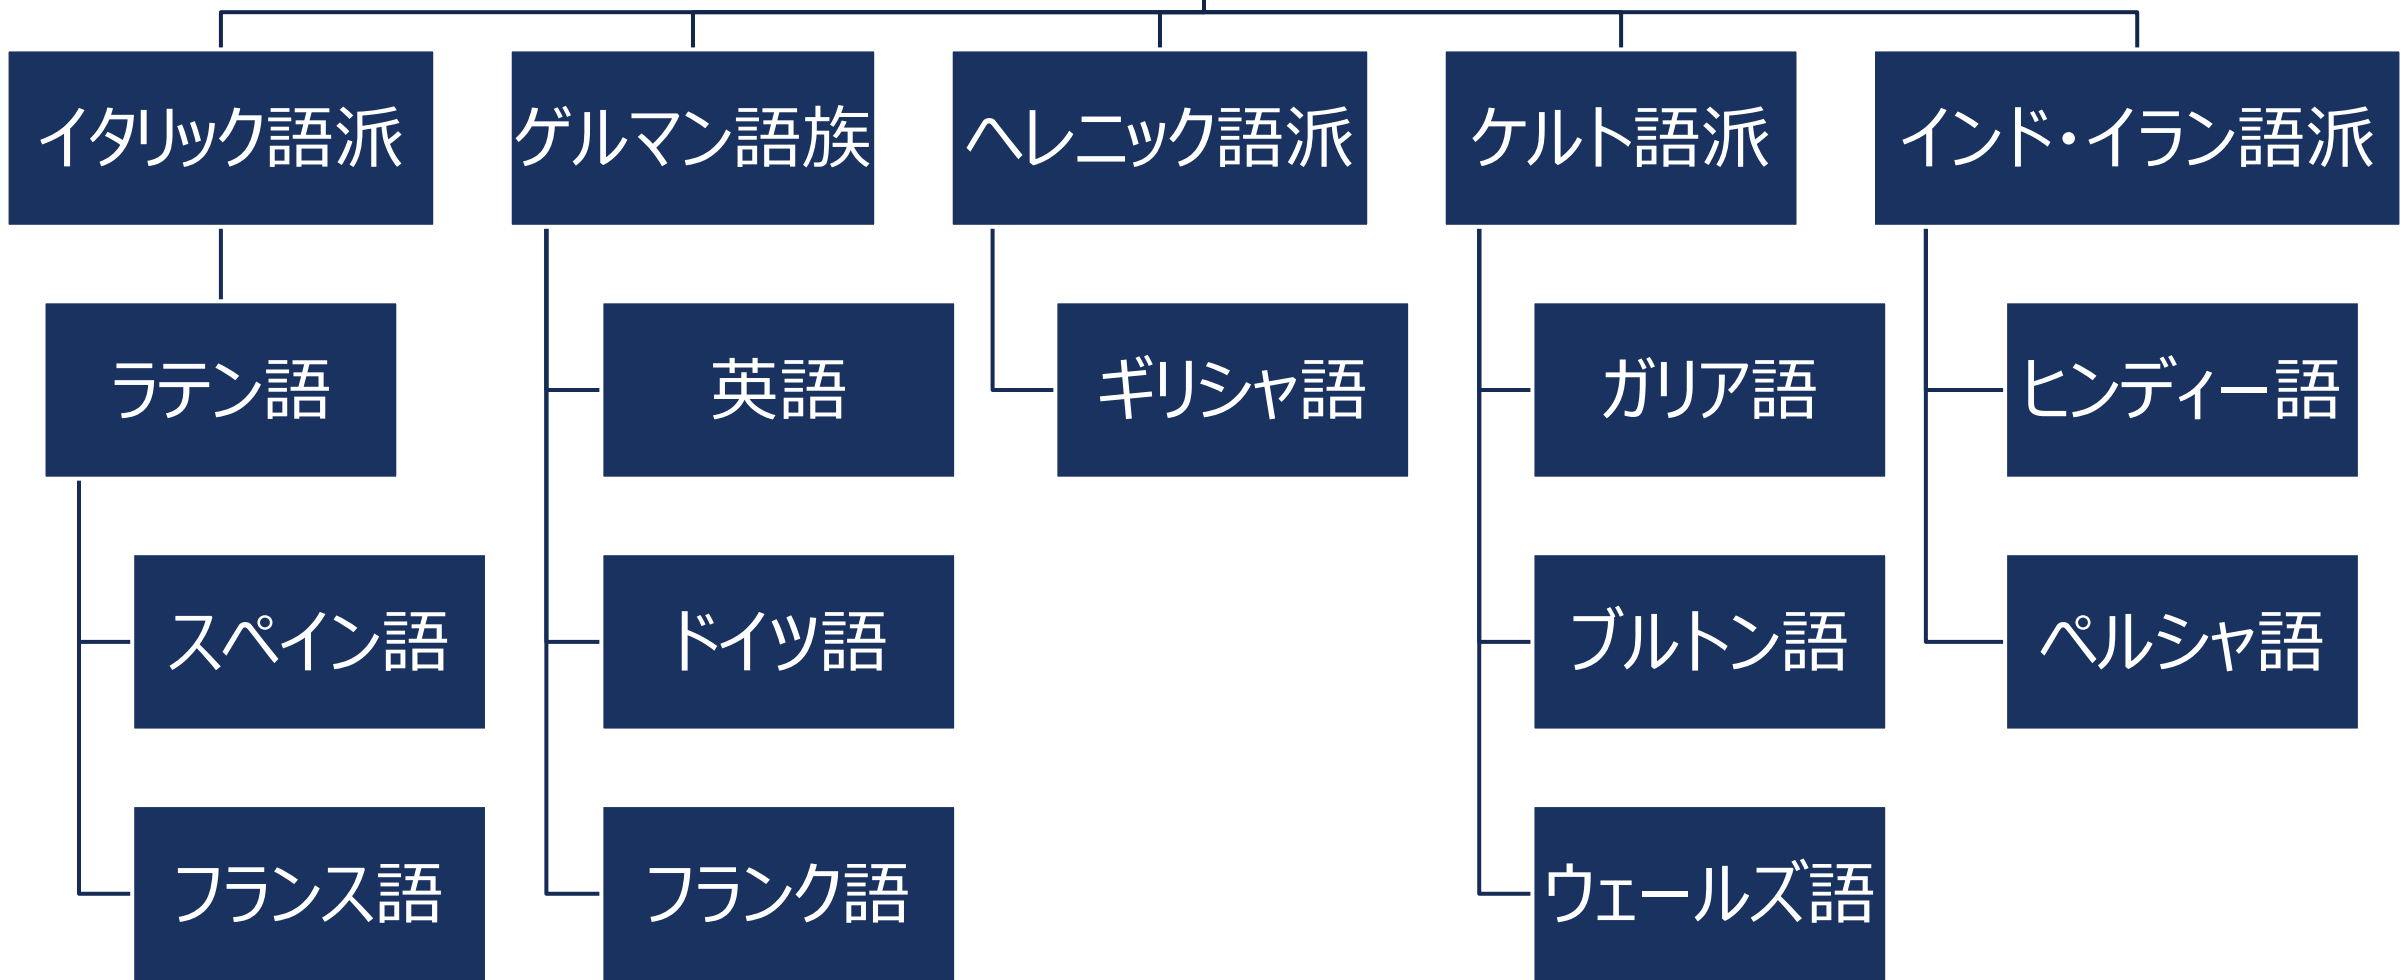 イタリック語派
ゲルマン語族
ヘレニック語派
ケルト語派
インド・イラン語派
ラテン語
英語
ギリシャ語
ガリア語
ヒンディー語
スペイン語
ドイツ語
ブルトン語
ペルシャ語
フランス語
フランク語
ウェールズ語